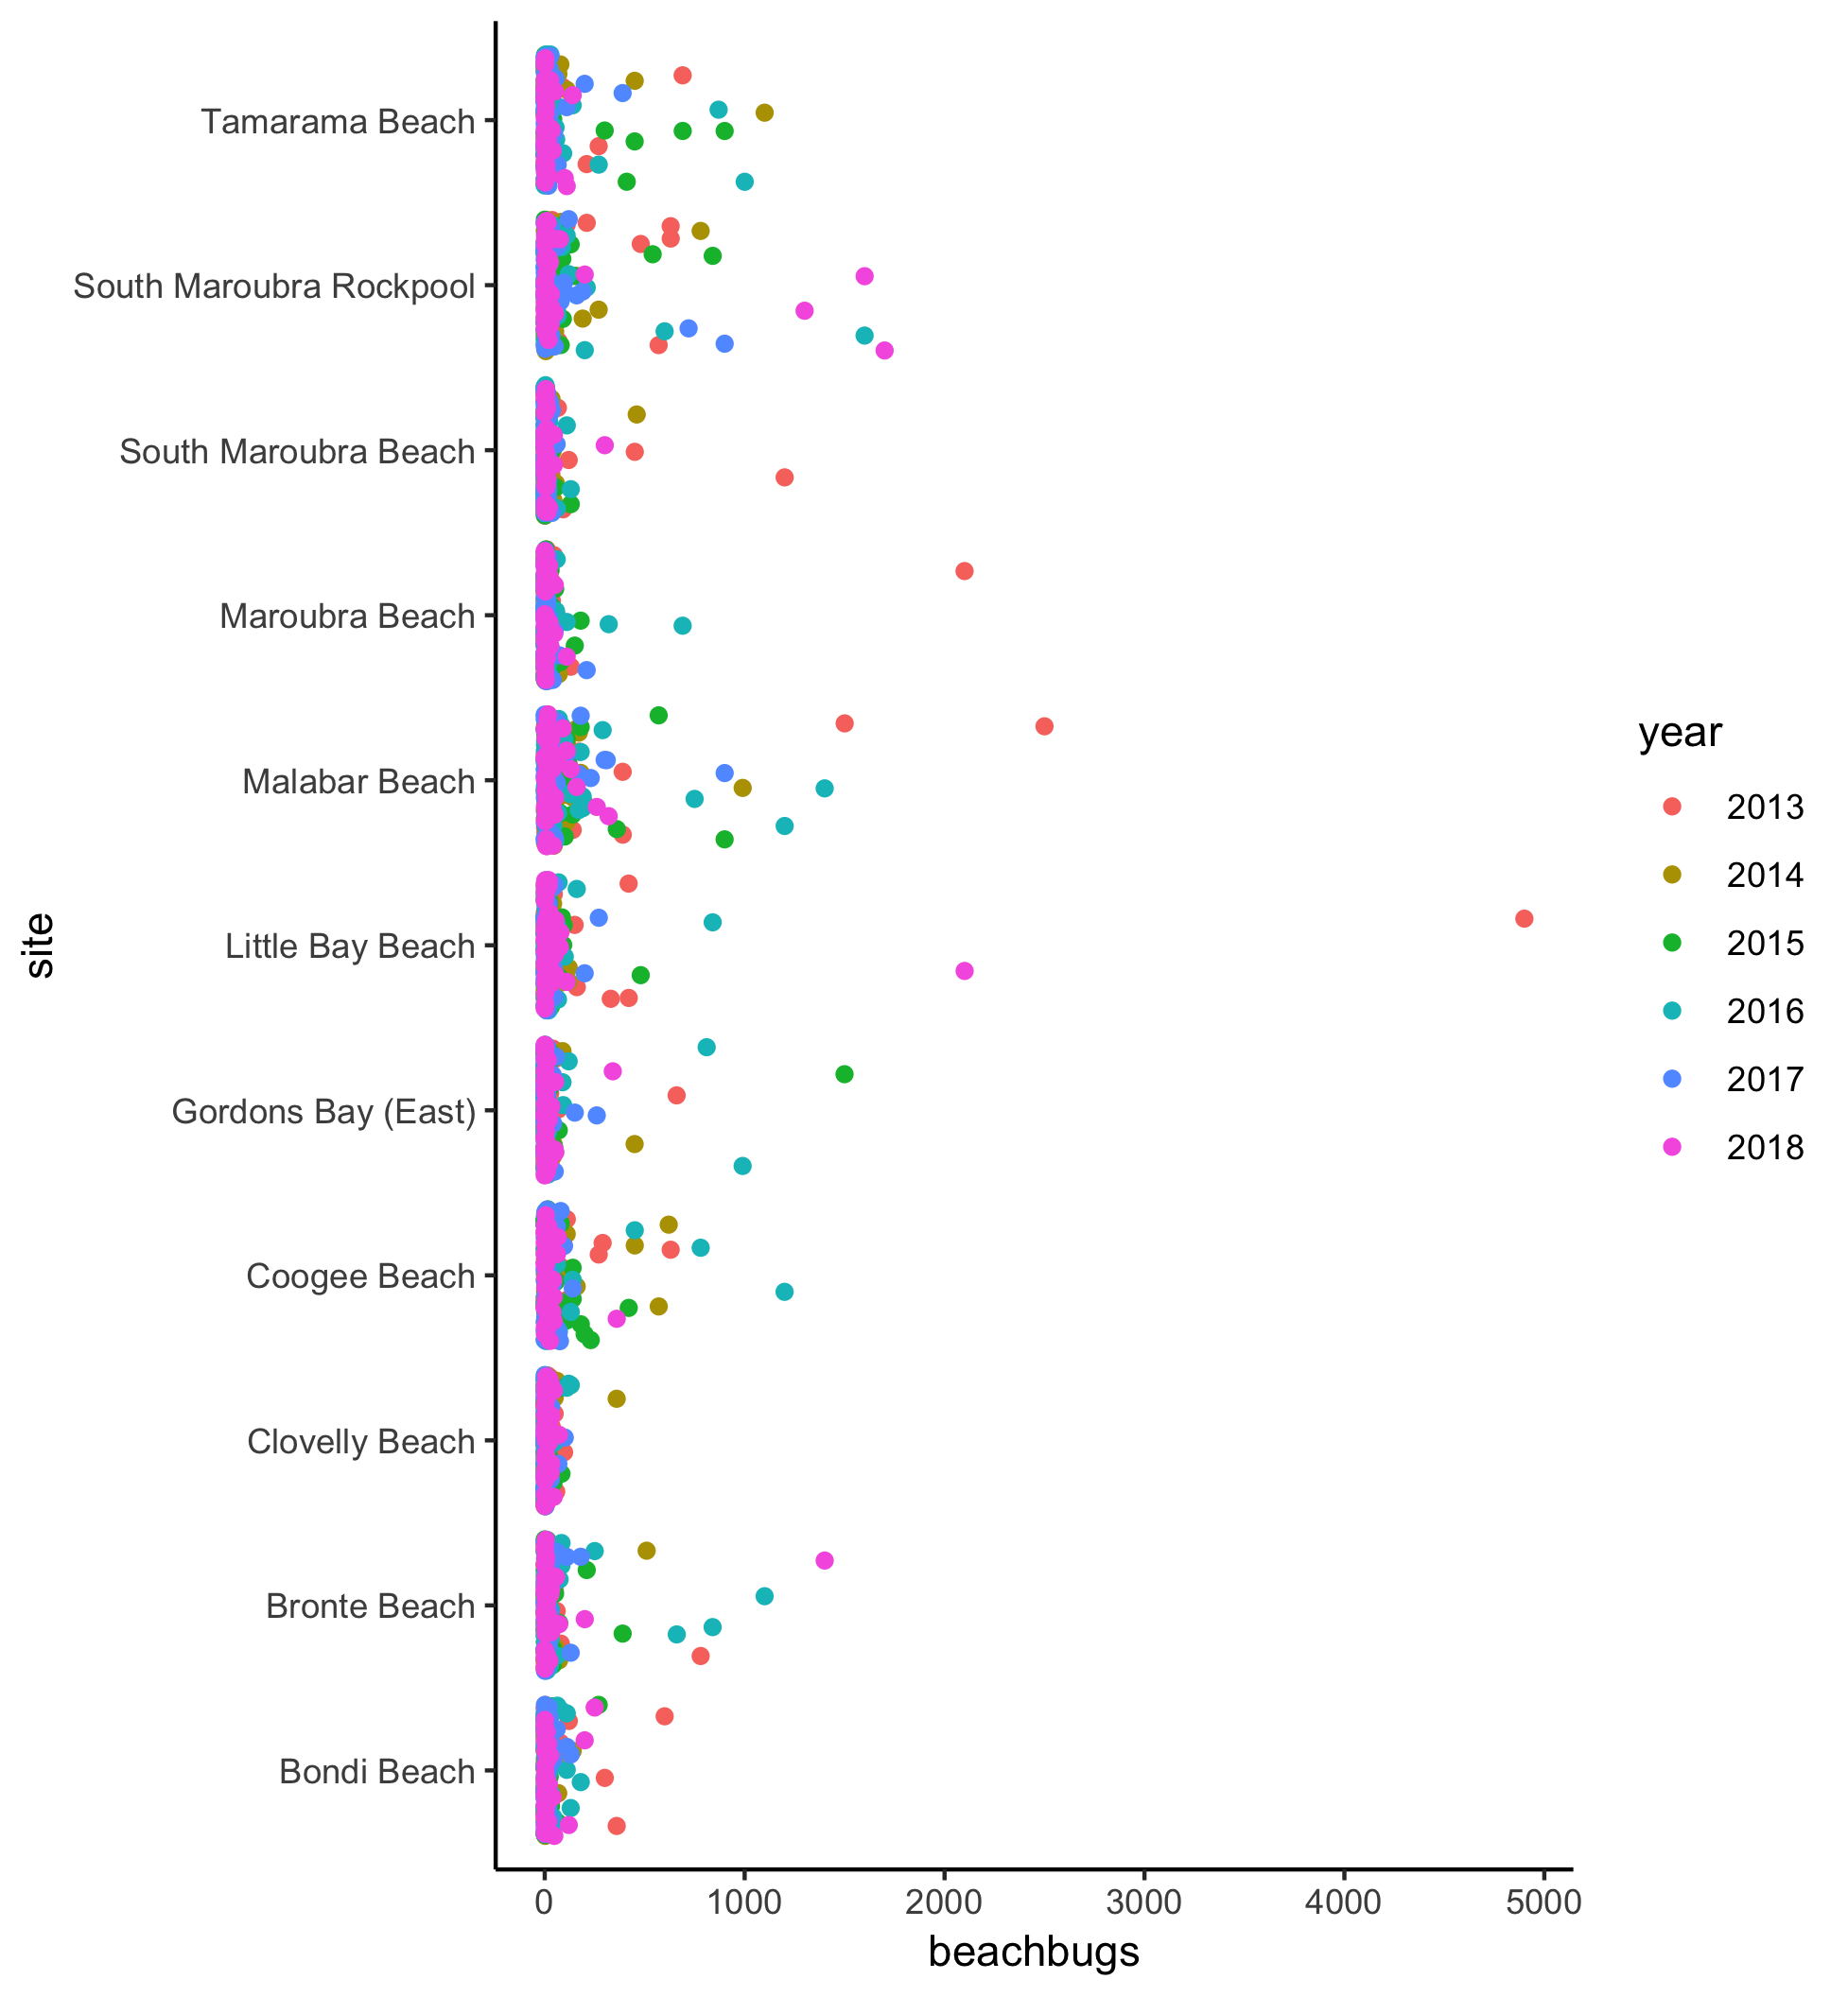 Tamarama Beach
South Maroubra Rockpool
South Maroubra Beach
Maroubra Beach
Malabar Beach
Little Bay Beach
Gordons Bay (East)
Coogee Beach
Clovelly Beach
Bronte Beach
Bondi Beach
site
0 1000 2000 3000 4000 5000
beachbugs
year
2013
2014
2015
2016
2017
2018